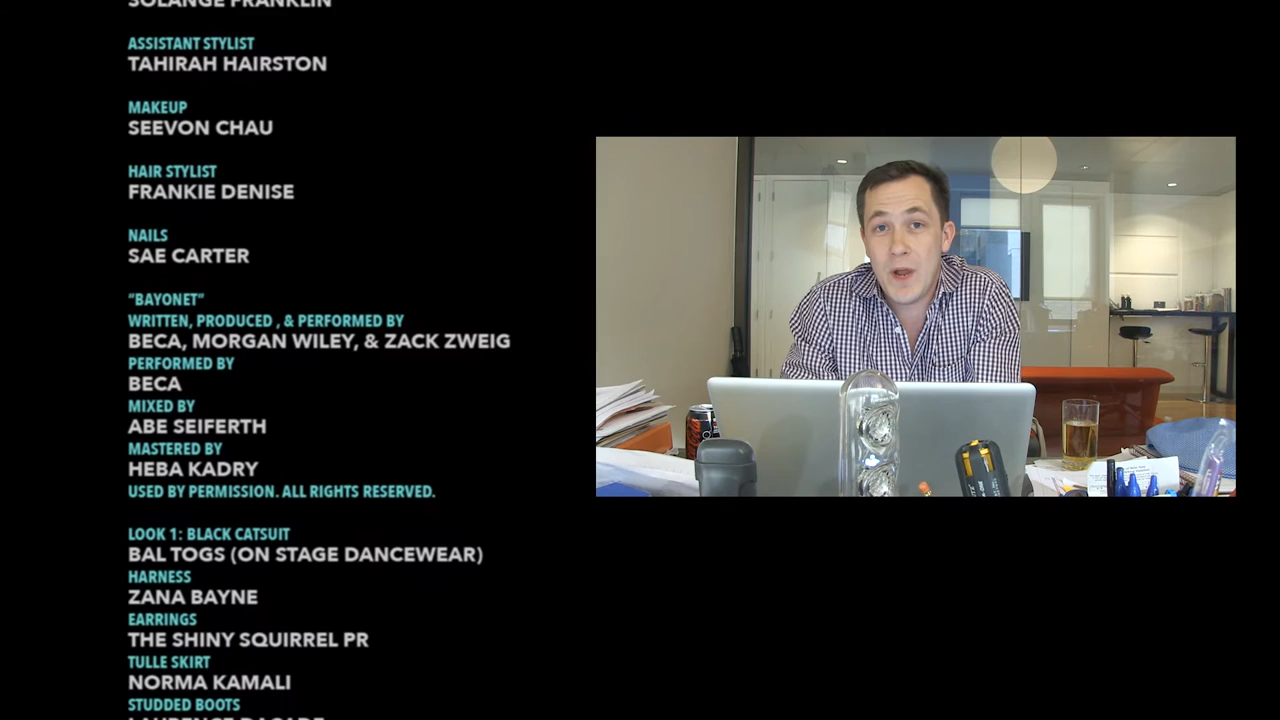 SOLANGE FRANKLIN
ASSISTANT STYLIST
TAHIRAH HAIRSTON
MAKEUP
SEEVON CHAU
HAIR STYLIST
FRANKIE DENISE
NAILS
SAE CARTER
"BAYONET"
WRITTEN, PRODUCED , & PERFORMED BY
BECA, MORGAN WILEY, & ZACK ZWEIG
PERFORMED BY
BECA
MIXED BY
ABE SEIFERTH
MASTERED BY
HEBA KADRY
USED BY PERMISSION. ALL RIGHTS RESERVED.
LOOK 1: BLACK CATSUIT
BAL TOGS (ON STAGE DANCEWEAR)
HARNESS
ZANA BAYNE
EARRINGS
THE SHINY SQUIRREL PR
TULLE SKIRT
NORMA KAMALI
STUDDED BOOTS